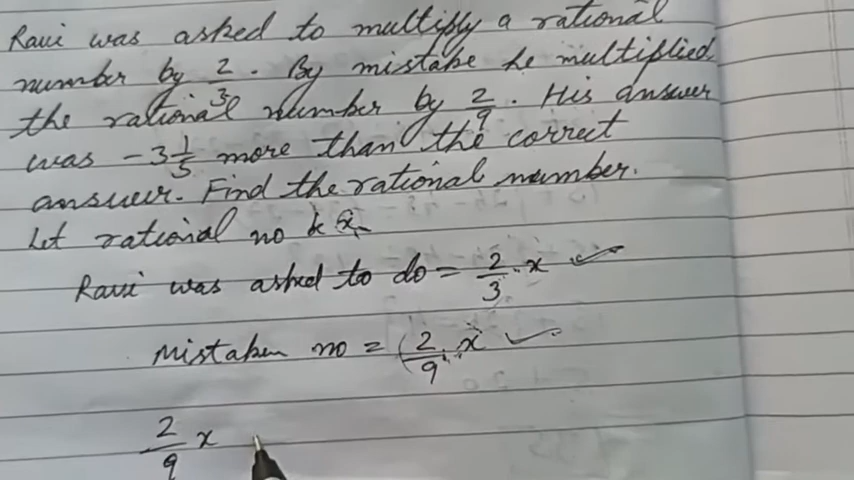 Ravi was asked to multiply a rational
number by 2/3. By mistake he multiplied
the rational number by 2/9. His answer
was -3 1/5 more than the correct
answer. Find the rational number.
Let rational no be x
Ravi was asked to do = 2/3 . x ✓
Mistaken no = (2/9 . x ✓
2/9 x